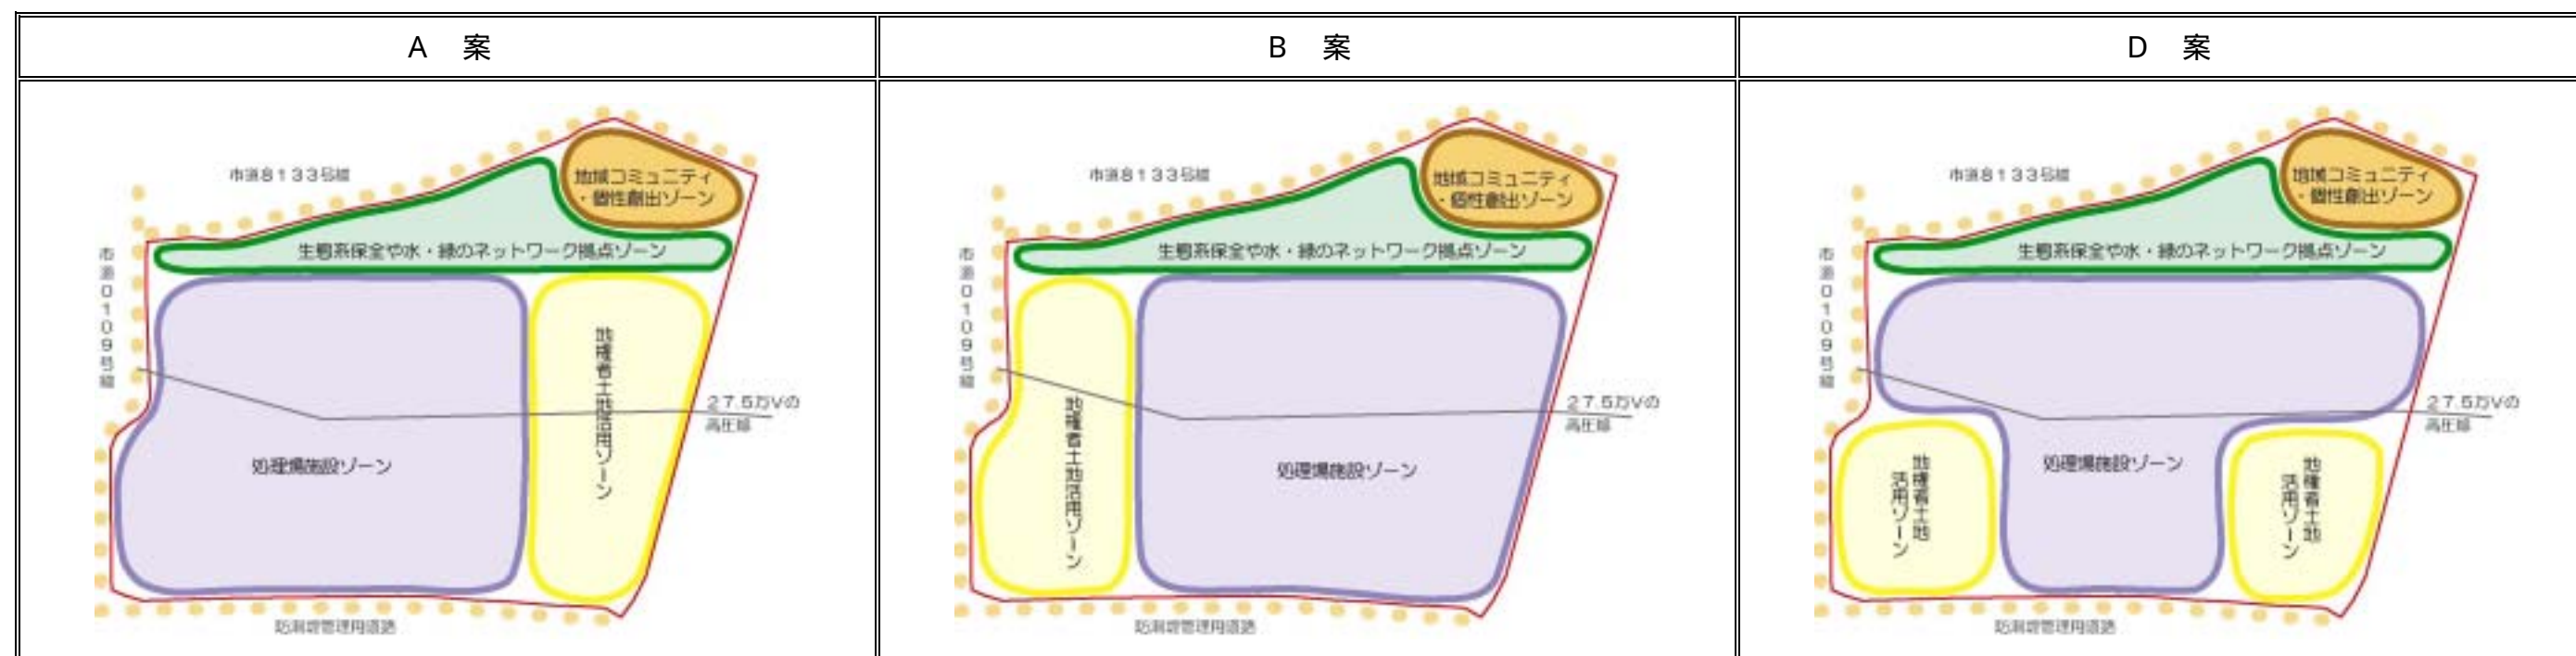 A 案
市道8133号線
地域コミュニティ
・個性創出ゾーン
生態系保全や水・緑のネットワーク拠点ゾーン
市道0109号線
地権者土地活用ゾーン
27.5万Vの
高圧線
処理場施設ゾーン
防潮堤管理用道路
B 案
市道8133号線
地域コミュニティ
・個性創出ゾーン
生態系保全や水・緑のネットワーク拠点ゾーン
市道0109号線
地権者土地活用ゾーン
27.5万Vの
高圧線
処理場施設ゾーン
防潮堤管理用道路
D 案
市道8133号線
地域コミュニティ
・個性創出ゾーン
生態系保全や水・緑のネットワーク拠点ゾーン
市道0109号線
27.5万Vの
高圧線
地権者土地
活用ゾーン
処理場施設ゾーン
地権者土地
活用ゾーン
防潮堤管理用道路